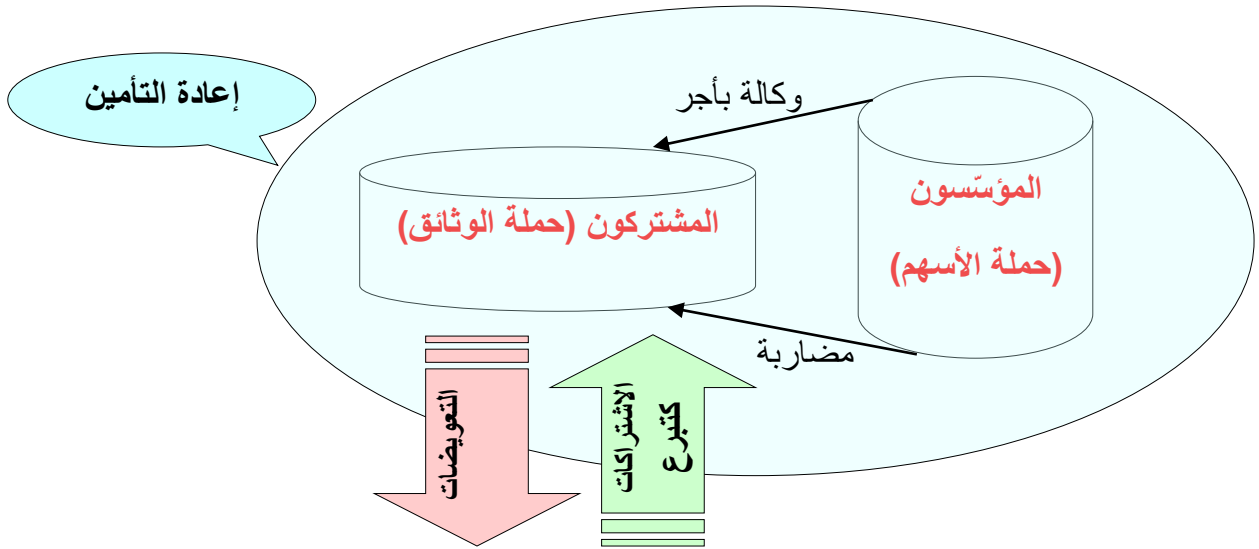 إعادة التأمين
وكالة بأجر
المؤسّسون
(حملة الأسهم)
المشتركون (حملة الوثائق)
مضاربة
الاشتراكات
كتبرع
التعويضات